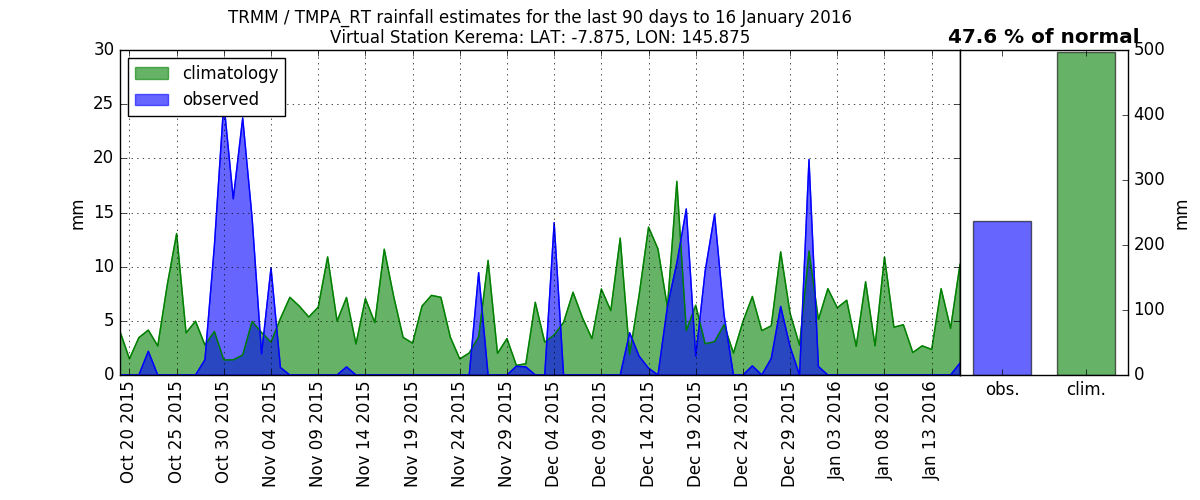 TRMM / TMPA_RT rainfall estimates for the last 90 days to 16 January 2016
Virtual Station Kerema: LAT: -7.875, LON: 145.875
47.6 % of normal
climatology
observed
30
25
20
15
10
5
0
mm
Oct 20 2015
Oct 25 2015
Oct 30 2015
Nov 04 2015
Nov 09 2015
Nov 14 2015
Nov 19 2015
Nov 24 2015
Nov 29 2015
Dec 04 2015
Dec 09 2015
Dec 14 2015
Dec 19 2015
Dec 24 2015
Dec 29 2015
Jan 03 2016
Jan 08 2016
Jan 13 2016
500
400
300
200
100
0
mm
obs.
clim.